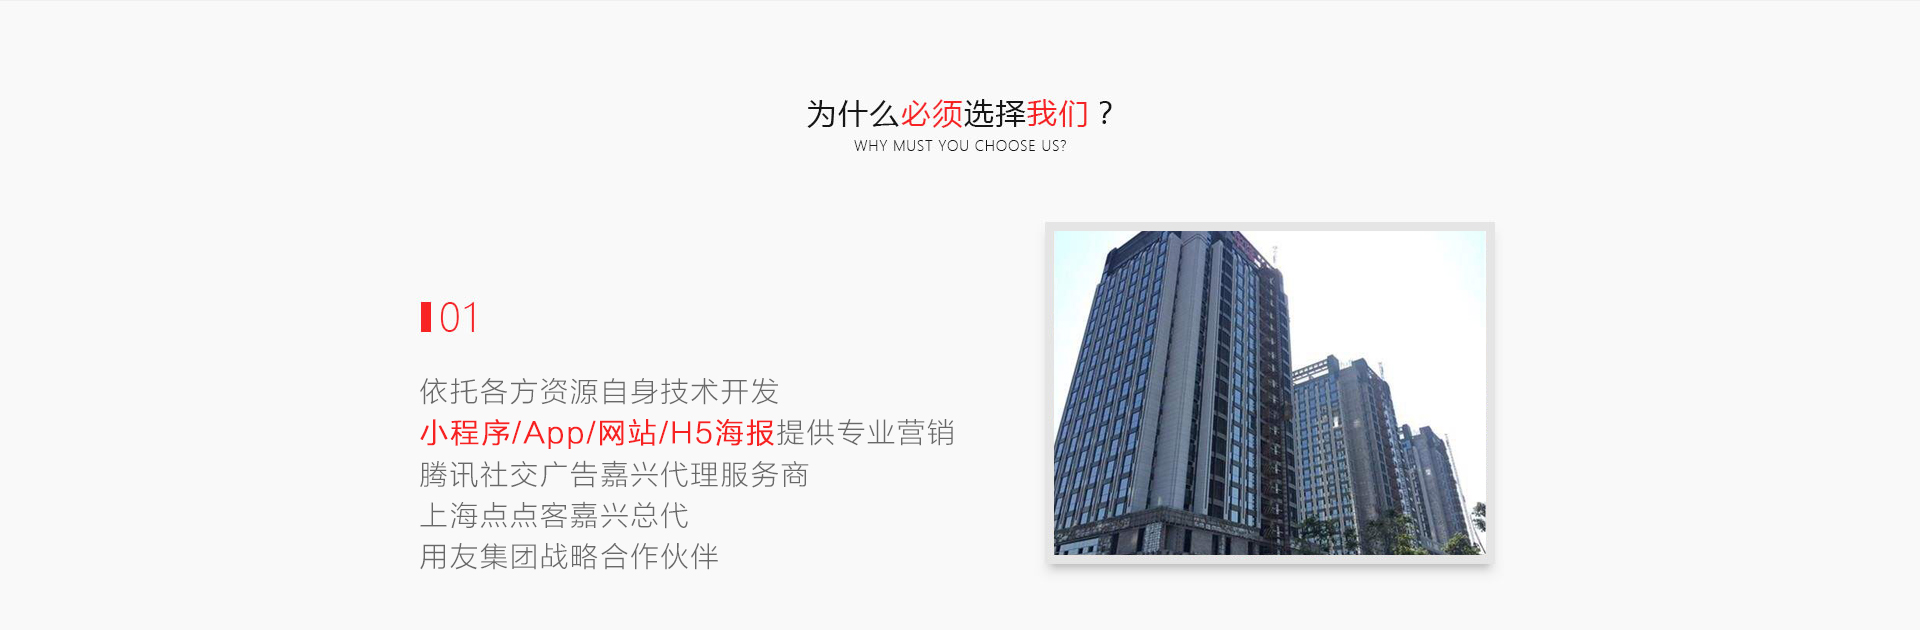 为什么必须选择我们？
WHY MUST YOU CHOOSE US?
01
依托各方资源自身技术开发
小程序/App/网站/H5海报提供专业营销
腾讯社交广告嘉兴代理服务商
上海点点客嘉兴总代
用友集团战略合作伙伴